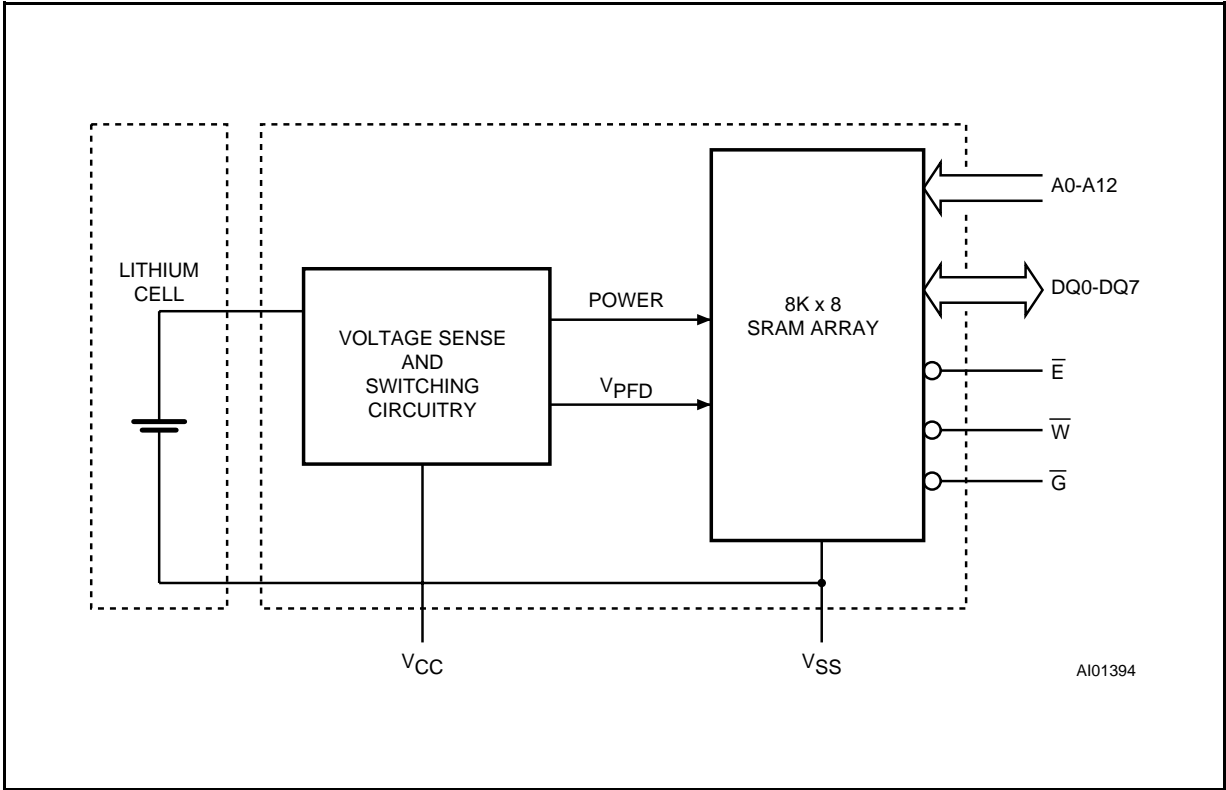 LITHIUM
CELL
VOLTAGE SENSE
AND
SWITCHING
CIRCUITRY
POWER
VPFD
8K x 8
SRAM ARRAY
A0-A12
DQ0-DQ7
E̅
W̅
G̅
VCC
VSS
AI01394